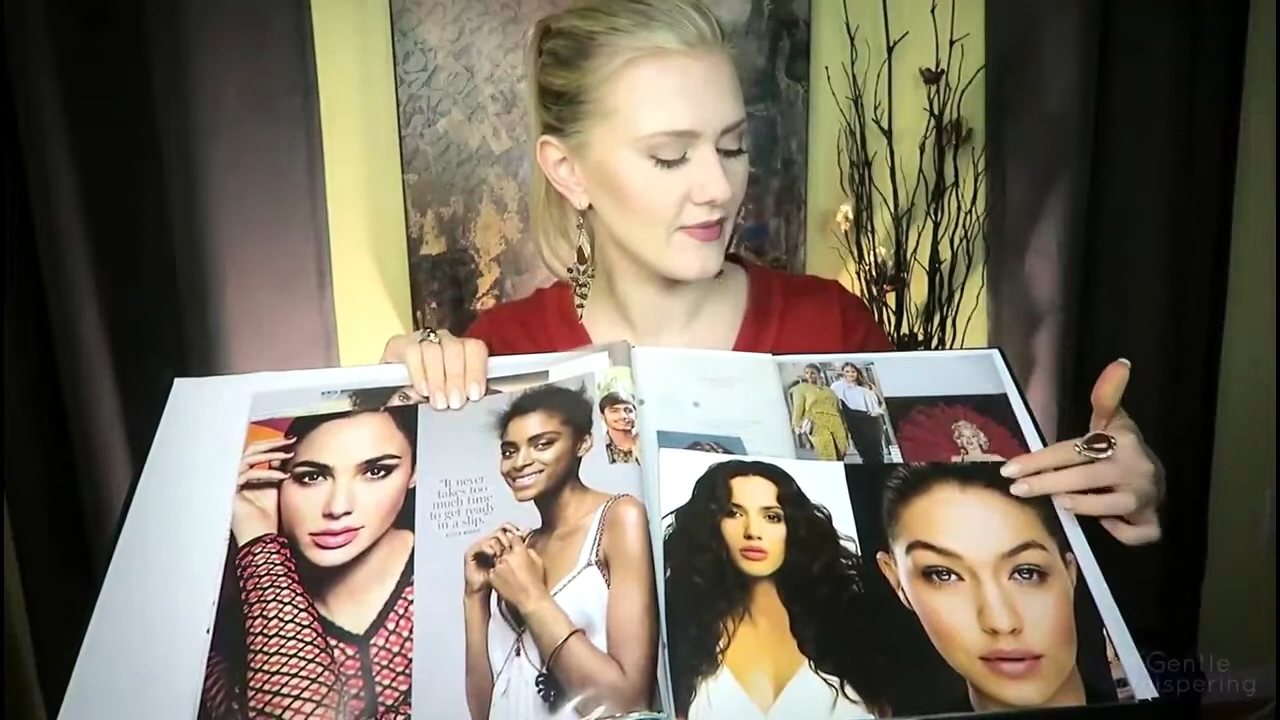 "It never
takes too
much time
to get ready
in a slip."
Gentle
Whispering